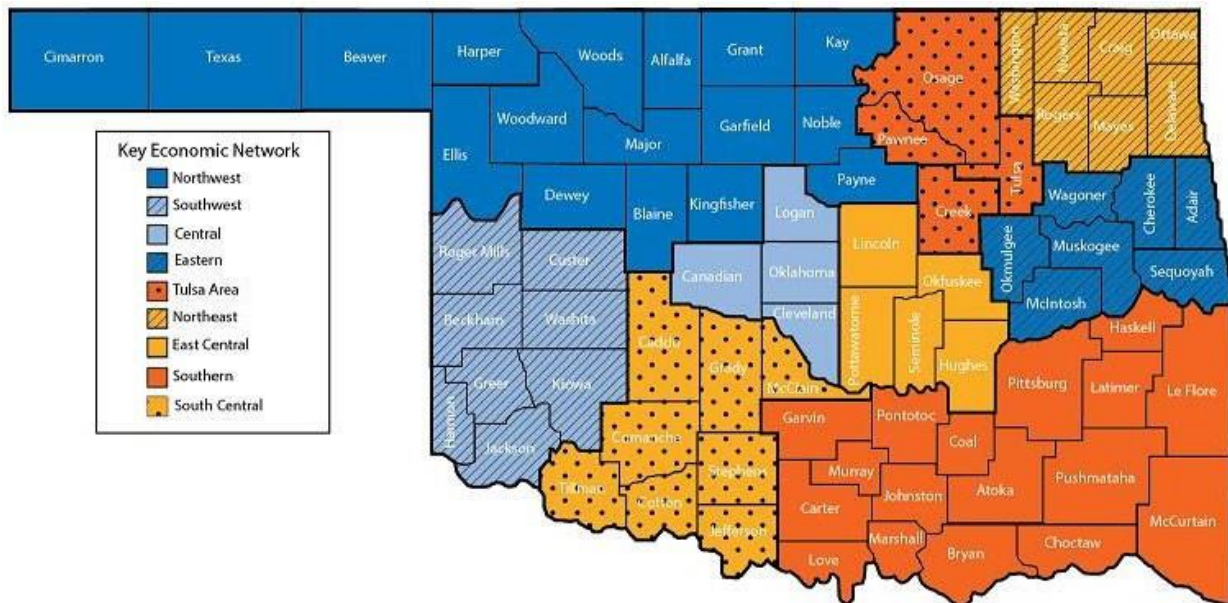 Cimarron
Texas
Beaver
Harper
Woods
Alfalfa
Grant
Kay
Osage
Washington
Nowata
Craig
Ottawa
Woodward
Major
Garfield
Noble
Pawnee
Rogers
Mayes
Delaware
Ellis
Tulsa
Dewey
Blaine
Kingfisher
Logan
Payne
Creek
Wagoner
Cherokee
Adair
Roger Mills
Custer
Canadian
Oklahoma
Lincoln
Okfuskee
Okmulgee
Muskogee
Sequoyah
McIntosh
Beckham
Washita
Caddo
Grady
Cleveland
McClain
Pottawatomie
Seminole
Hughes
Haskell
Pittsburg
Latimer
Le Flore
Greer
Kiowa
Harmon
Jackson
Comanche
Garvin
Pontotoc
Coal
Tillman
Cotton
Stephens
Murray
Johnston
Atoka
Pushmataha
Carter
McCurtain
Jefferson
Love
Marshall
Bryan
Choctaw
Key Economic Network
Northwest
Southwest
Central
Eastern
Tulsa Area
Northeast
East Central
Southern
South Central